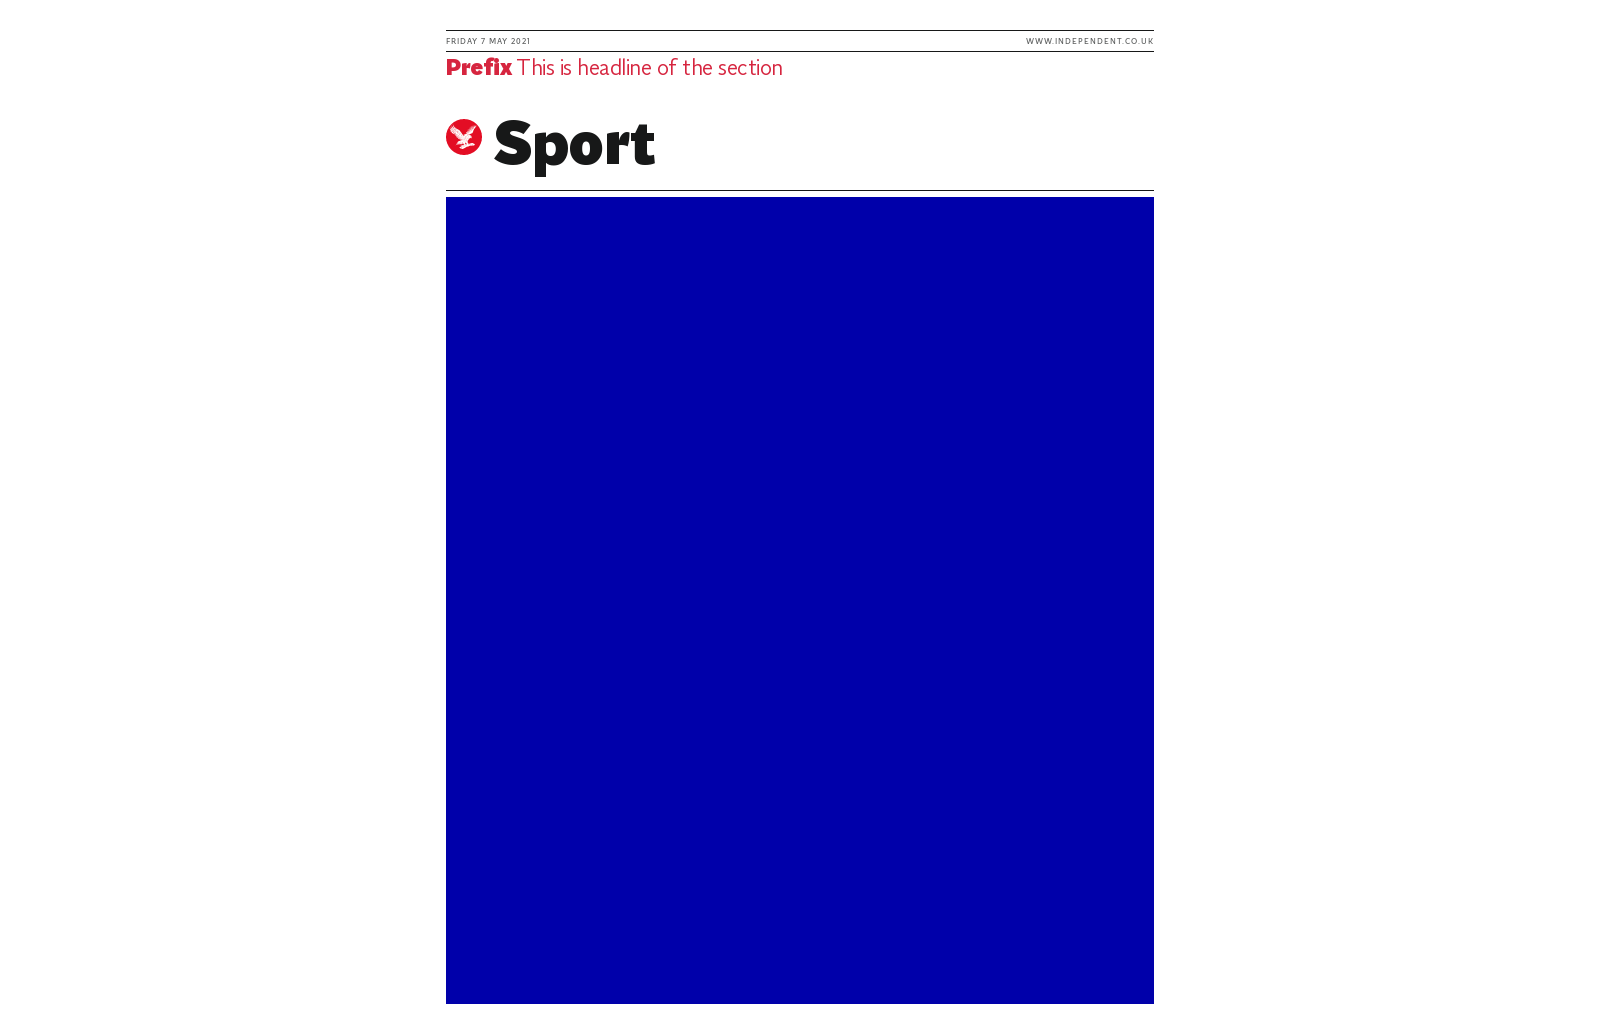 FRIDAY 7 MAY 2021 WWW.INDEPENDENT.CO.UK
Prefix This is headline of the section
Sport